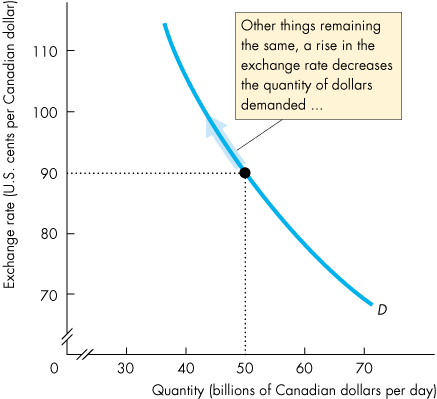 Exchange rate (U.S. cents per Canadian dollar)
110
100
90
80
70
0
30
40
50
60
70
Quantity (billions of Canadian dollars per day)
Other things remaining
the same, a rise in the
exchange rate decreases
the quantity of dollars
demanded ...
D